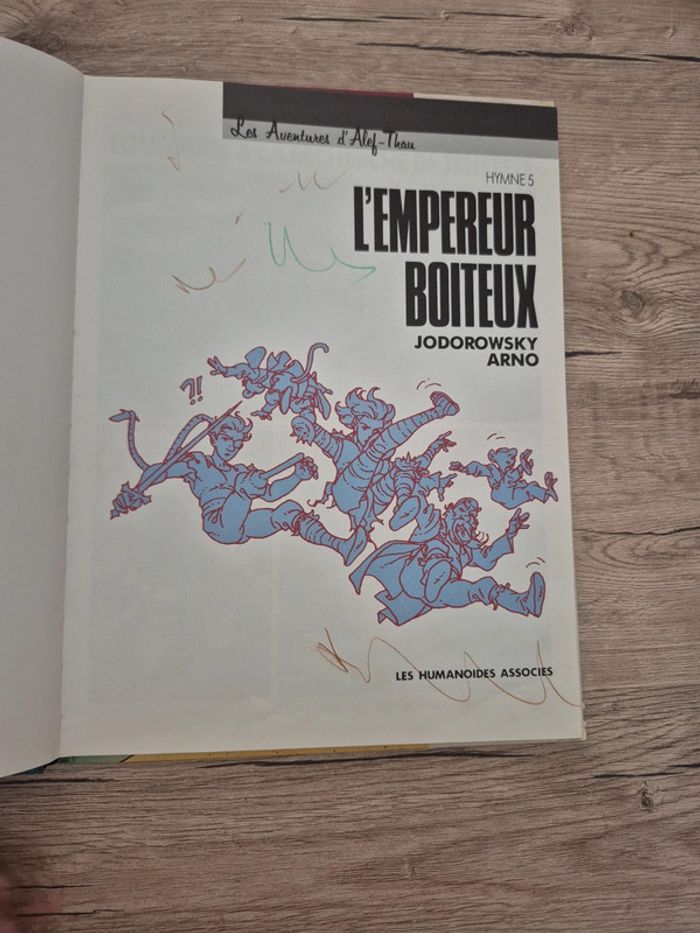 Les Aventures d'Alef-Thau
HYMNE 5
L'EMPEREUR
BOITEUX
JODOROWSKY
ARNO
?!
LES HUMANOIDES ASSOCIES